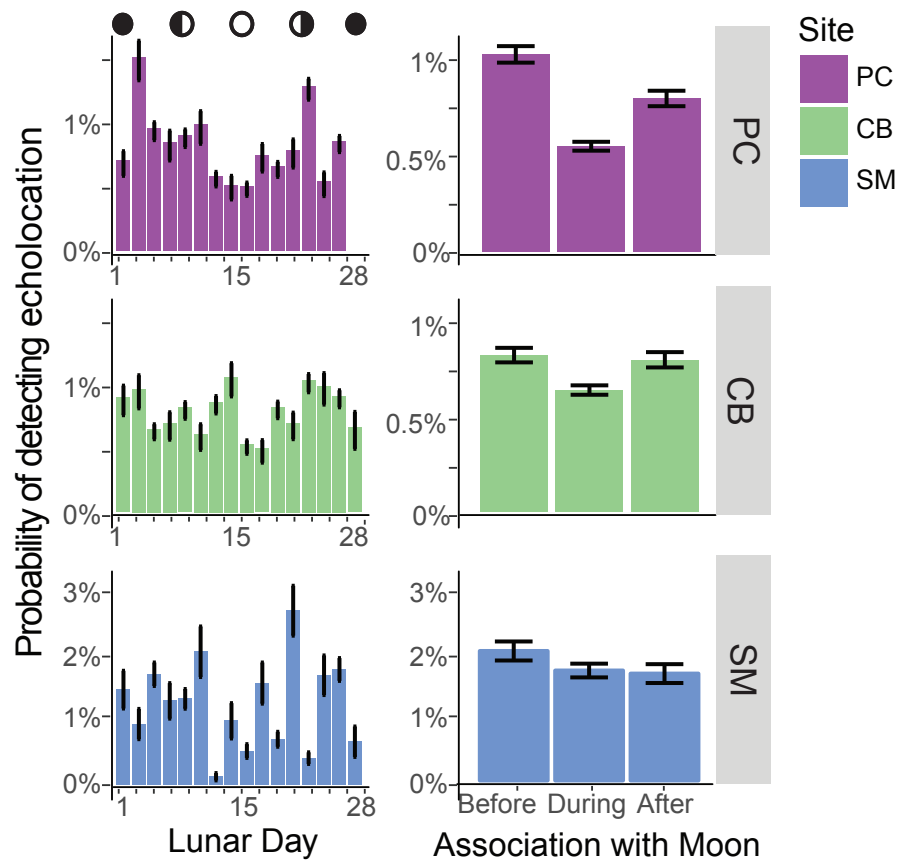 Probability of detecting echolocation
1%
0%
1
15
28
1%
0.5%
0%
PC
Site
PC
CB
SM
1%
0%
1
15
28
1%
0.5%
0%
CB
3%
2%
1%
0%
1
15
28
Lunar Day
3%
2%
1%
0%
Before During After
Association with Moon
SM